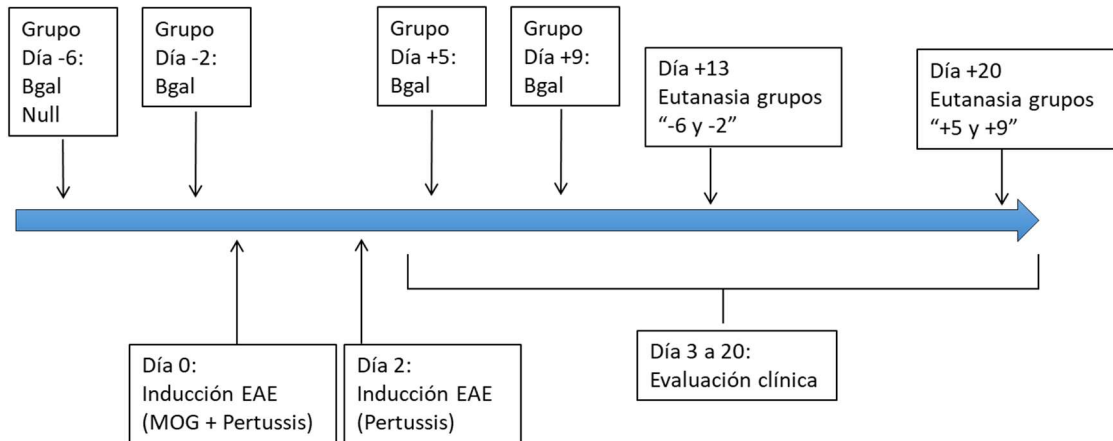 Grupo
Día -6:
Bgal
Null
Grupo
Día -2:
Bgal
Grupo
Día +5:
Bgal
Grupo
Día +9:
Bgal
Día +13
Eutanasia grupos
“-6 y -2”
Día +20
Eutanasia grupos
“+5 y +9”
Día 0:
Inducción EAE
(MOG + Pertussis)
Día 2:
Inducción EAE
(Pertussis)
Día 3 a 20:
Evaluación clínica